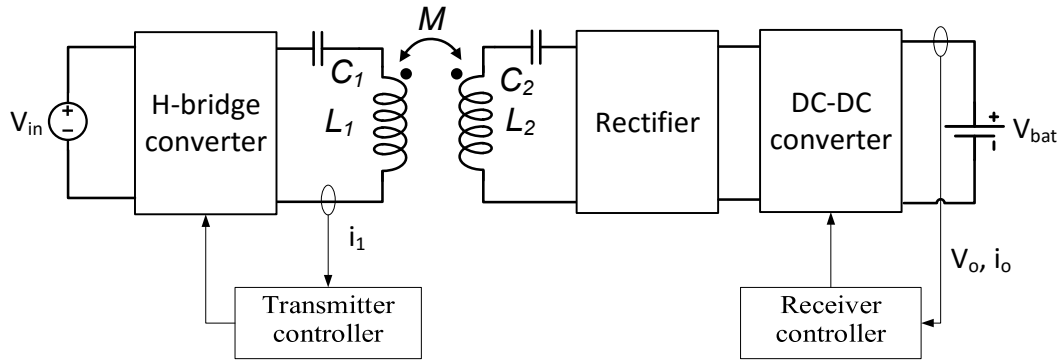 M
C1
C2
L1
L2
Vin
+
−
H-bridge
converter
Rectifier
DC-DC
converter
+
−
Vbat
i1
Vo, io
Transmitter
controller
Receiver
controller